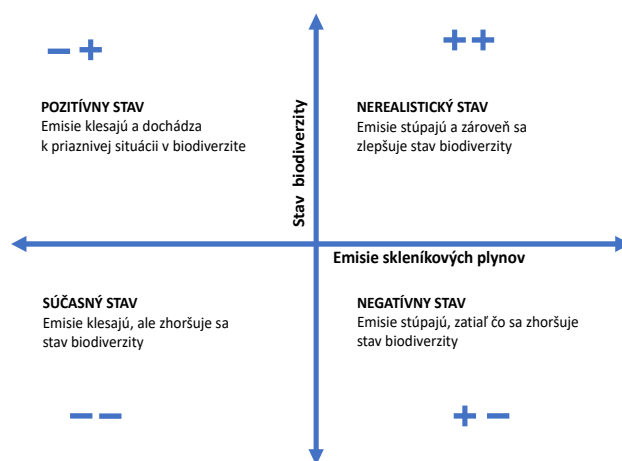 − +
++
POZITÍVNY STAV
Emisie klesajú a dochádza
k priaznivej situácii v biodiverzite
Stav biodiverzity
NEREALISTICKÝ STAV
Emisie stúpajú a zároveň sa
zlepšuje stav biodiverzity
Emisie skleníkových plynov
SÚČASNÝ STAV
Emisie klesajú, ale zhoršuje sa
stav biodiverzity
NEGATÍVNY STAV
Emisie stúpajú, zatiaľ čo sa zhoršuje
stav biodiverzity
− −
+ −